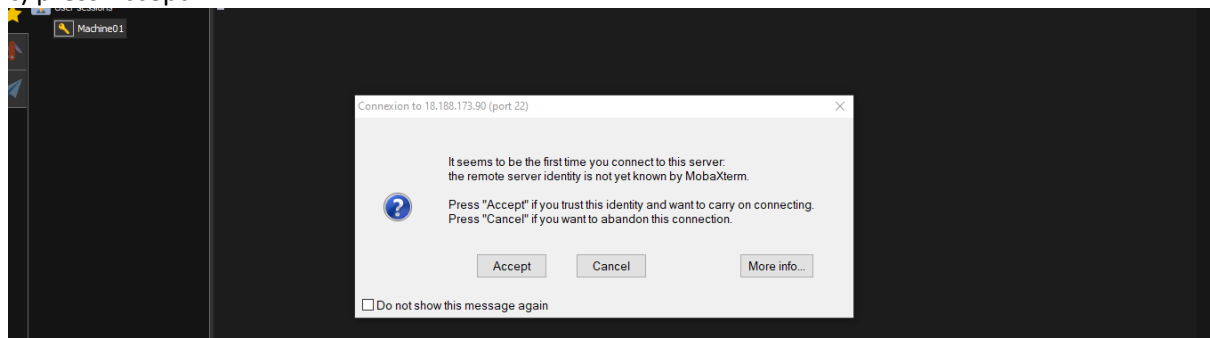 User sessions
Machine01
Connexion to 18.188.173.90 (port 22)
It seems to be the first time you connect to this server:
the remote server identity is not yet known by MobaXterm.
Press "Accept" if you trust this identity and want to carry on connecting.
Press "Cancel" if you want to abandon this connection.
Accept
Cancel
More info...
Do not show this message again